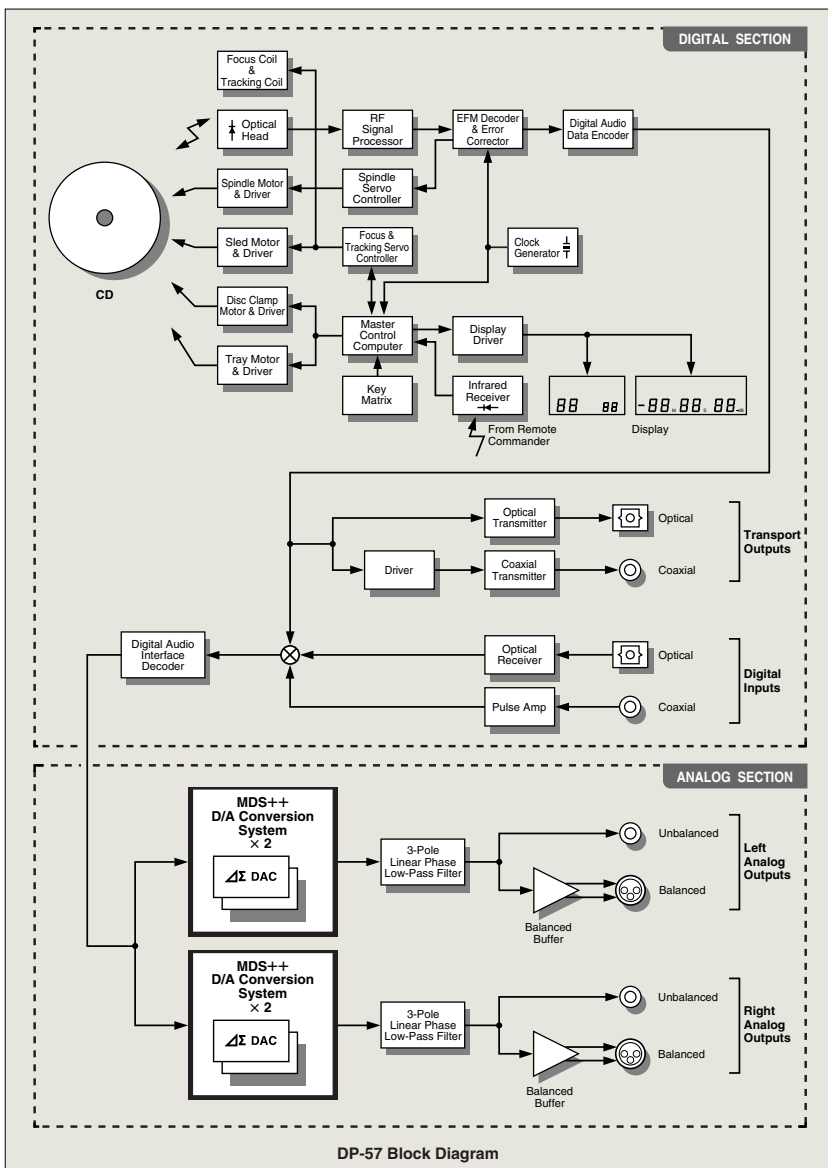 DIGITAL SECTION
Focus Coil
&
Tracking Coil
Optical
Head
RF
Signal
Processor
EFM Decoder
& Error
Corrector
Digital Audio
Data Encoder
Spindle Motor
& Driver
Spindle
Servo
Controller
Sled Motor
& Driver
Focus &
Tracking Servo
Controller
Clock
Generator
CD
Disc Clamp
Motor & Driver
Master
Control
Computer
Display
Driver
Tray Motor
& Driver
Key
Matrix
Infrared
Receiver
88 88
-88 M 88 S 88 -dB
From Remote
Commander
Display
Optical
Transmitter
Optical
Transport
Outputs
Driver
Coaxial
Transmitter
Coaxial
Digital Audio
Interface
Decoder
Optical
Receiver
Optical
Digital
Inputs
Pulse Amp
Coaxial
ANALOG SECTION
MDS++
D/A Conversion
System
× 2
ΔΣ DAC
3-Pole
Linear Phase
Low-Pass Filter
Unbalanced
Left
Analog
Outputs
Balanced
Balanced
Buffer
MDS++
D/A Conversion
System
× 2
ΔΣ DAC
3-Pole
Linear Phase
Low-Pass Filter
Unbalanced
Right
Analog
Outputs
Balanced
Balanced
Buffer
DP-57 Block Diagram